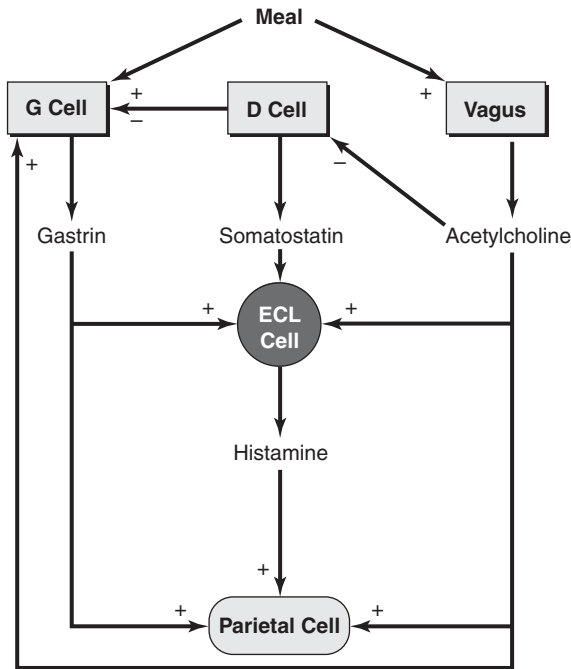 Meal
+
+
G Cell
D Cell
Vagus
–
+
–
Gastrin
Somatostatin
Acetylcholine
+
ECL
Cell
+
Histamine
+
+
Parietal Cell
+